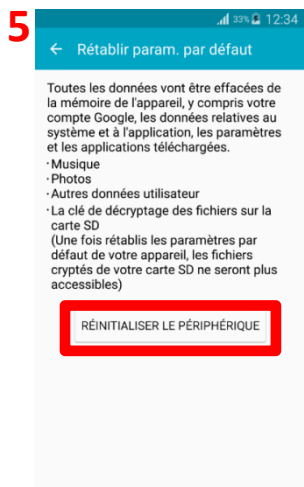 5
33% 12:34
← Rétablir param. par défaut
Toutes les données vont être effacées de
la mémoire de l'appareil, y compris votre
compte Google, les données relatives au
système et à l'application, les paramètres
et les applications téléchargées.
·Musique
·Photos
·Autres données utilisateur
·La clé de décryptage des fichiers sur la
carte SD
(Une fois rétablis les paramètres par
défaut de votre appareil, les fichiers
cryptés de votre carte SD ne seront plus
accessibles)
RÉINITIALISER LE PÉRIPHÉRIQUE